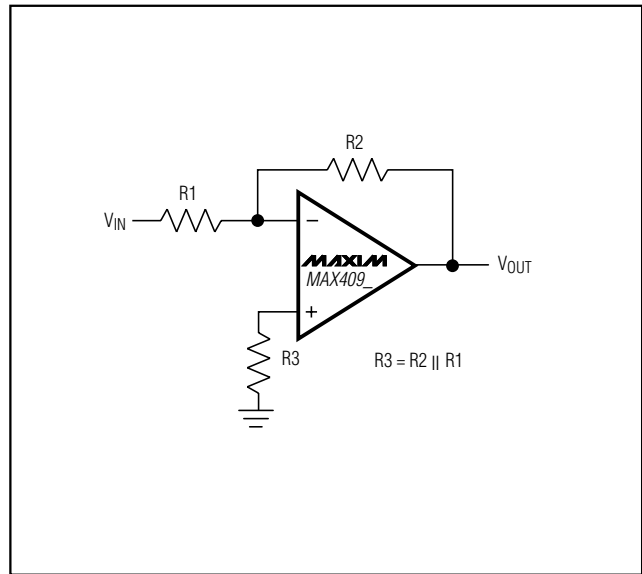 R2
R1
VIN
−
MAXIM
MAX409_
VOUT
+
R3
R3 = R2 || R1